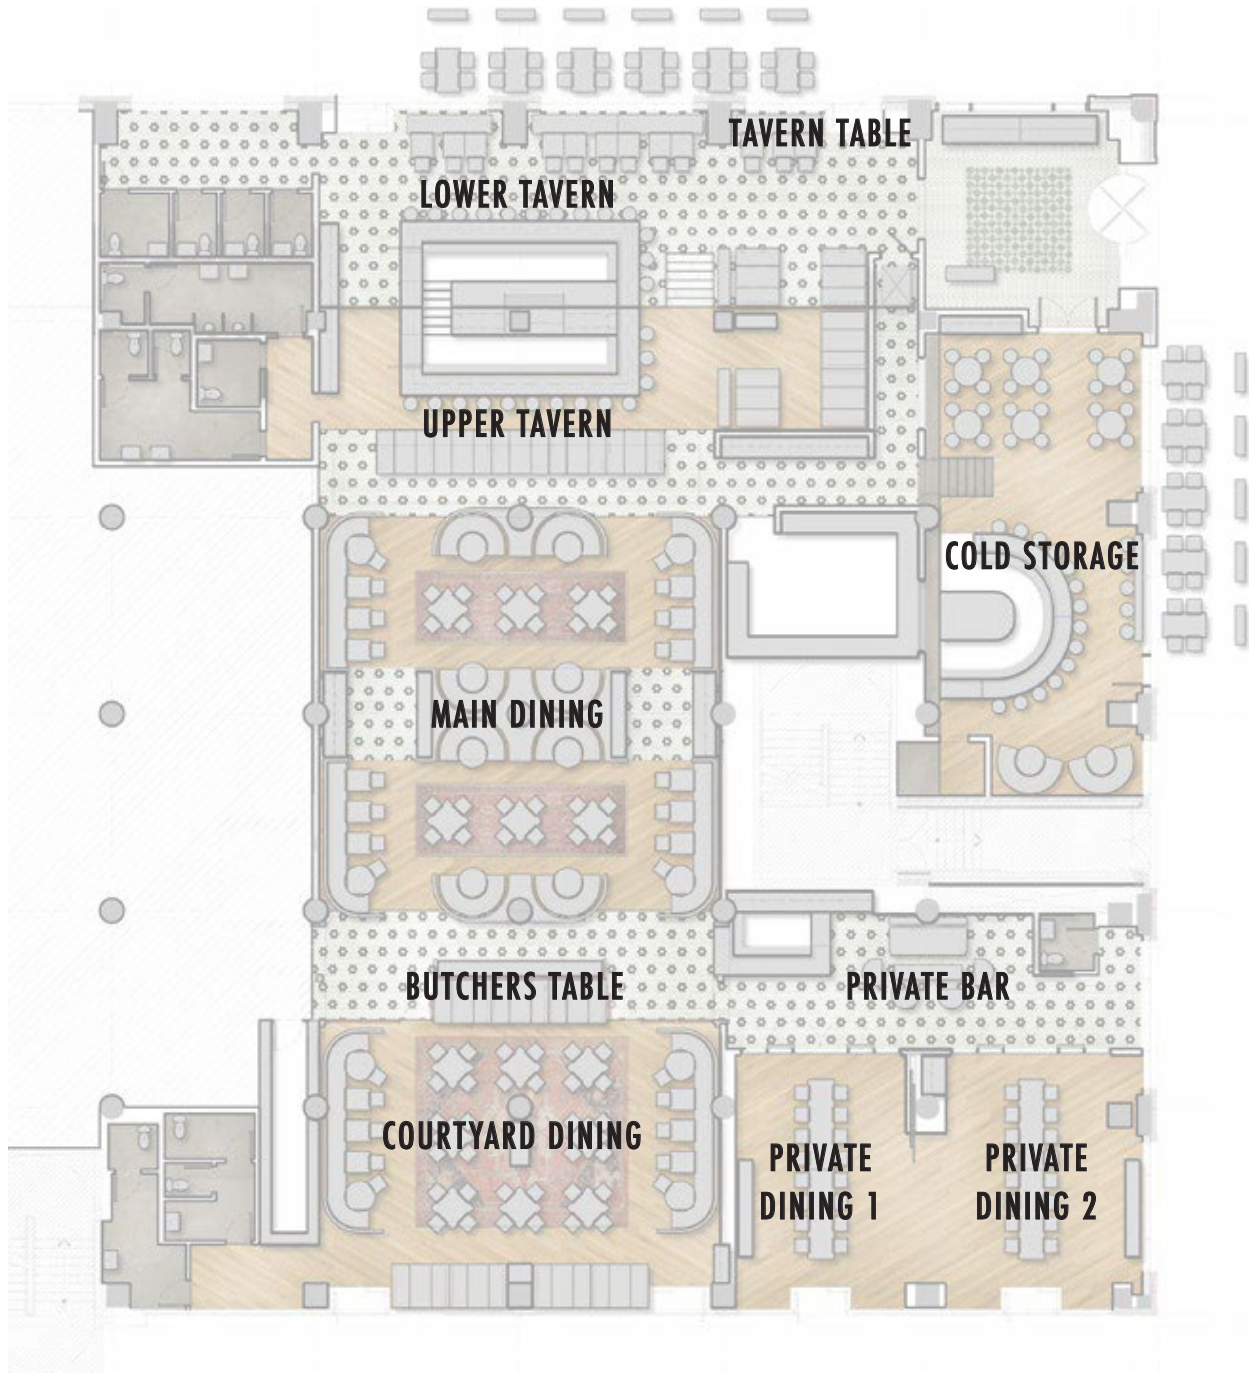 TAVERN TABLE
LOWER TAVERN
UPPER TAVERN
COLD STORAGE
MAIN DINING
BUTCHERS TABLE
PRIVATE BAR
COURTYARD DINING
PRIVATE
DINING 1
PRIVATE
DINING 2